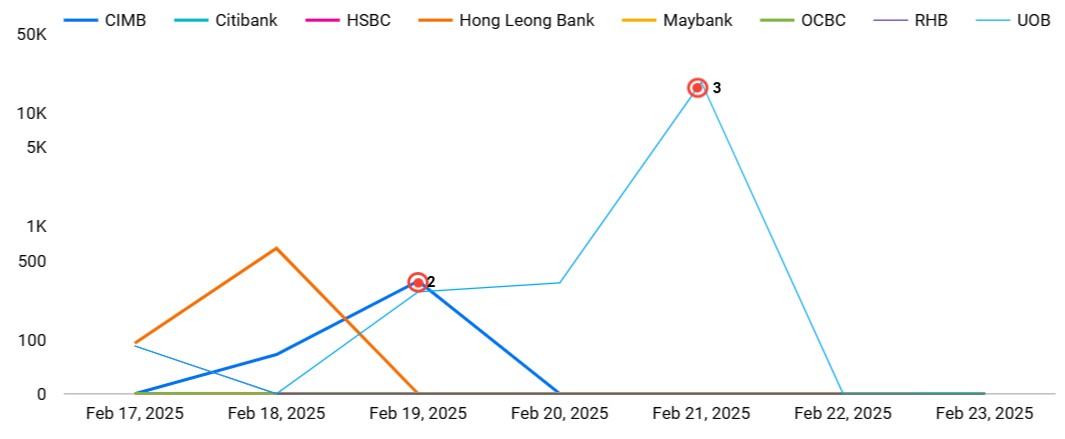 CIMB Citibank HSBC Hong Leong Bank Maybank OCBC RHB UOB
50K
3
10K
5K
1K
500
2
100
0
Feb 17, 2025 Feb 18, 2025 Feb 19, 2025 Feb 20, 2025 Feb 21, 2025 Feb 22, 2025 Feb 23, 2025